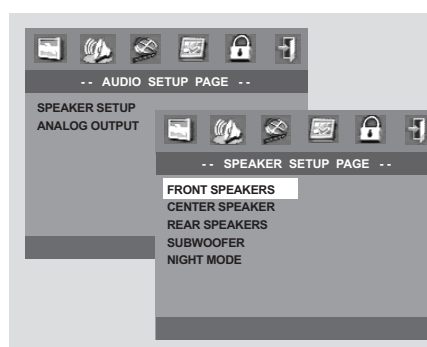 -- AUDIO SETUP PAGE --
SPEAKER SETUP
ANALOG OUTPUT
-- SPEAKER SETUP PAGE --
FRONT SPEAKERS
CENTER SPEAKER
REAR SPEAKERS
SUBWOOFER
NIGHT MODE